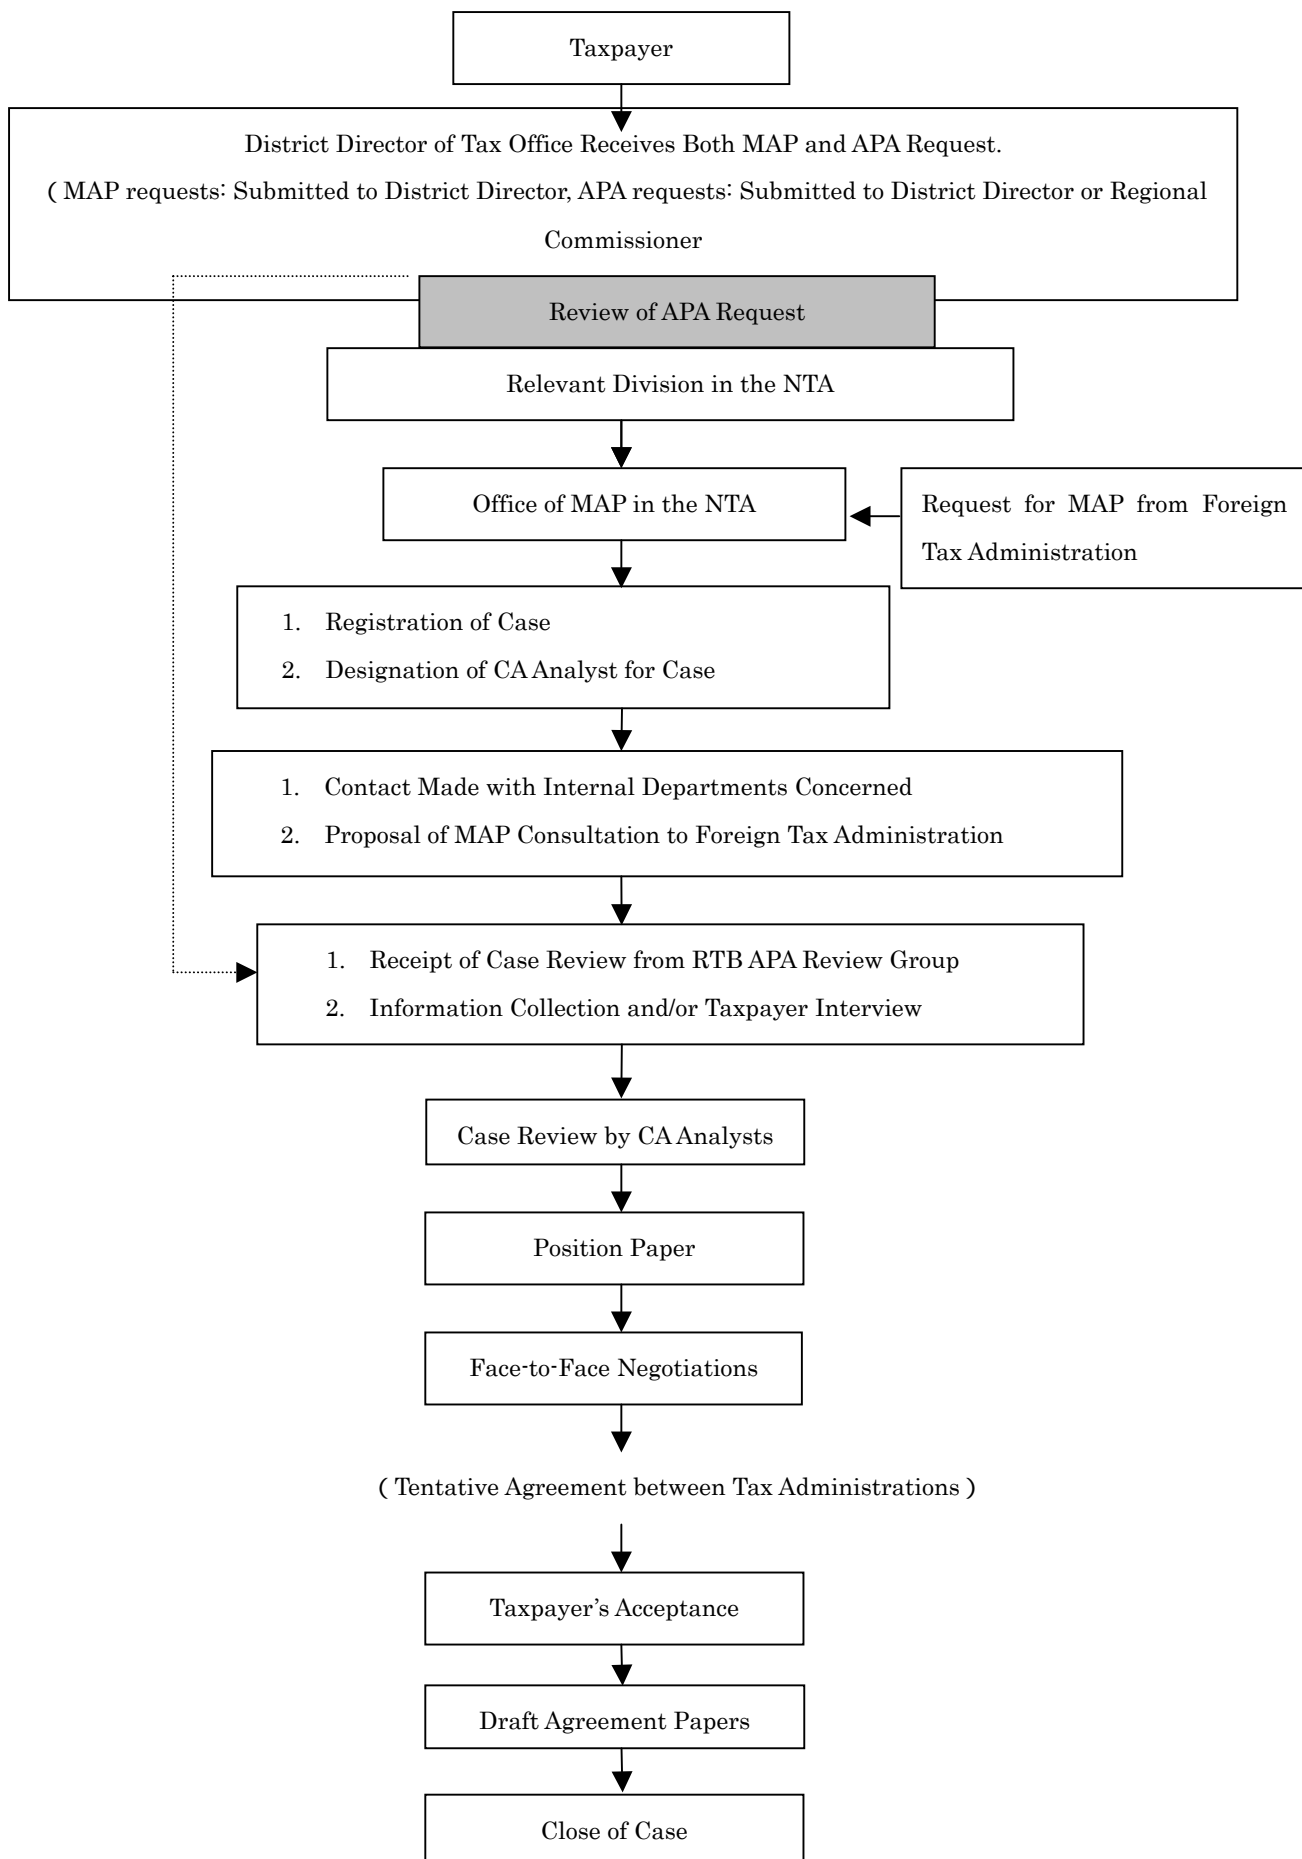 Taxpayer
District Director of Tax Office Receives Both MAP and APA Request.
( MAP requests: Submitted to District Director, APA requests: Submitted to District Director or Regional
Commissioner
Review of APA Request
Relevant Division in the NTA
Office of MAP in the NTA
Request for MAP from Foreign
Tax Administration
1. Registration of Case
2. Designation of CA Analyst for Case
1. Contact Made with Internal Departments Concerned
2. Proposal of MAP Consultation to Foreign Tax Administration
1. Receipt of Case Review from RTB APA Review Group
2. Information Collection and/or Taxpayer Interview
Case Review by CA Analysts
Position Paper
Face-to-Face Negotiations
( Tentative Agreement between Tax Administrations )
Taxpayer’s Acceptance
Draft Agreement Papers
Close of Case